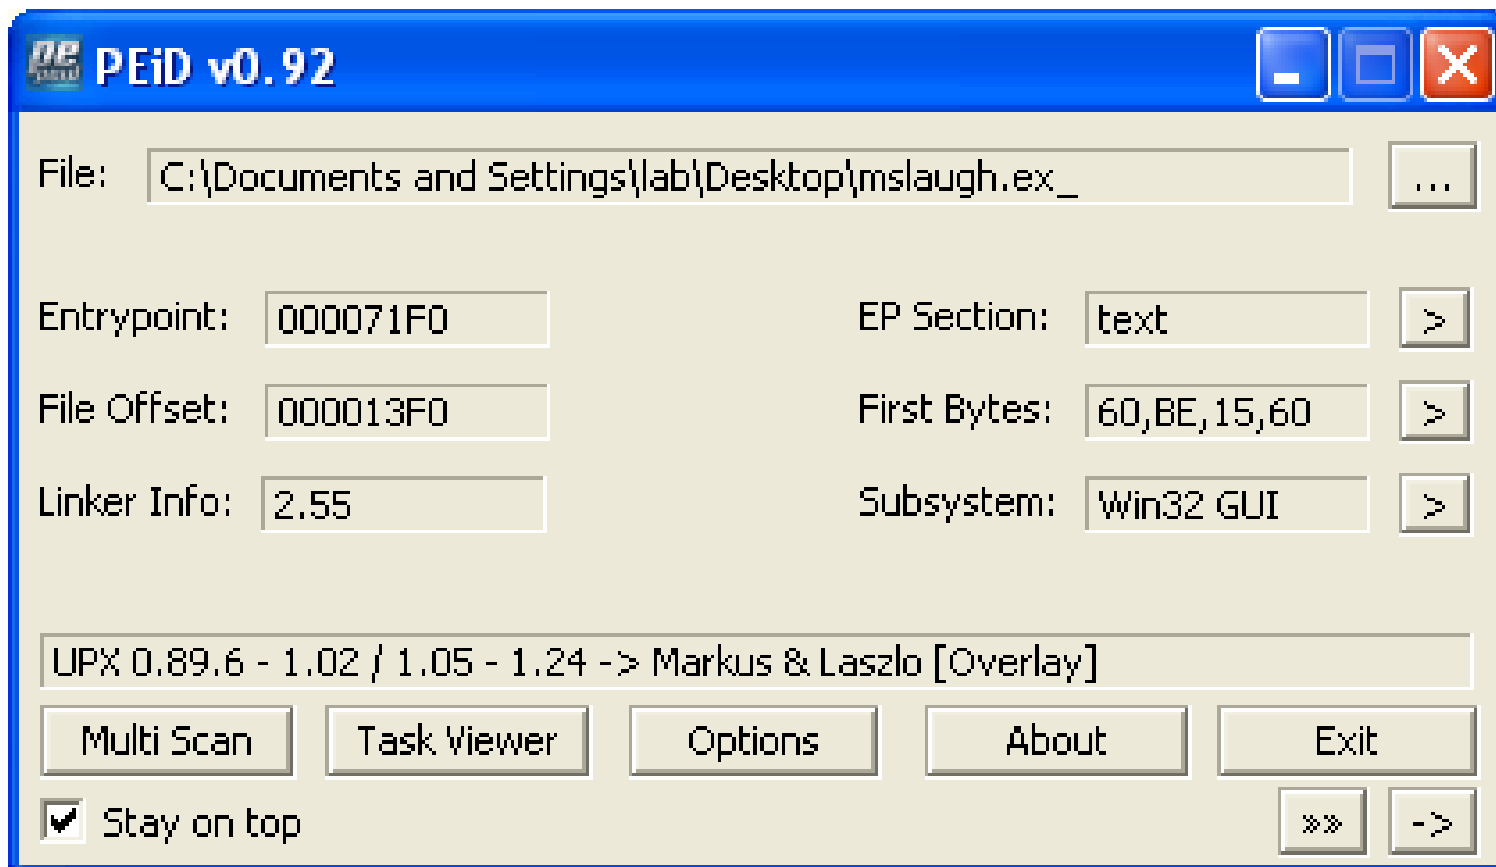 PEiD v0.92
File: C:\Documents and Settings\lab\Desktop\mslaugh.ex_ ...
Entrypoint: 000071F0 EP Section: text >
File Offset: 000013F0 First Bytes: 60,BE,15,60 >
Linker Info: 2.55 Subsystem: Win32 GUI >
UPX 0.89.6 - 1.02 / 1.05 - 1.24 -> Markus & Laszlo [Overlay]
Multi Scan Task Viewer Options About Exit
Stay on top »» ->